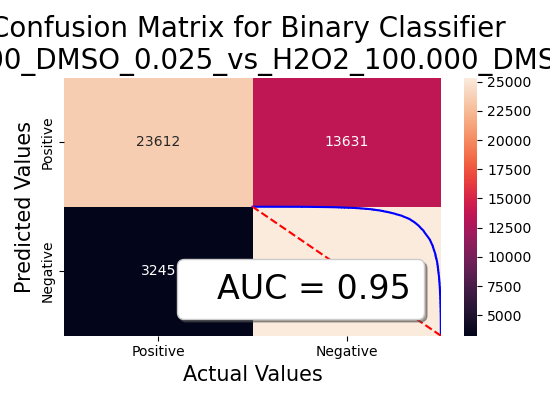 Confusion Matrix for Binary Classifier
00_DMSO_0.025_vs_H2O2_100.000_DMS
Predicted Values
Positive
Negative
23612
13631
3245
AUC = 0.95
Positive
Negative
Actual Values
25000
22500
20000
17500
15000
12500
10000
7500
5000